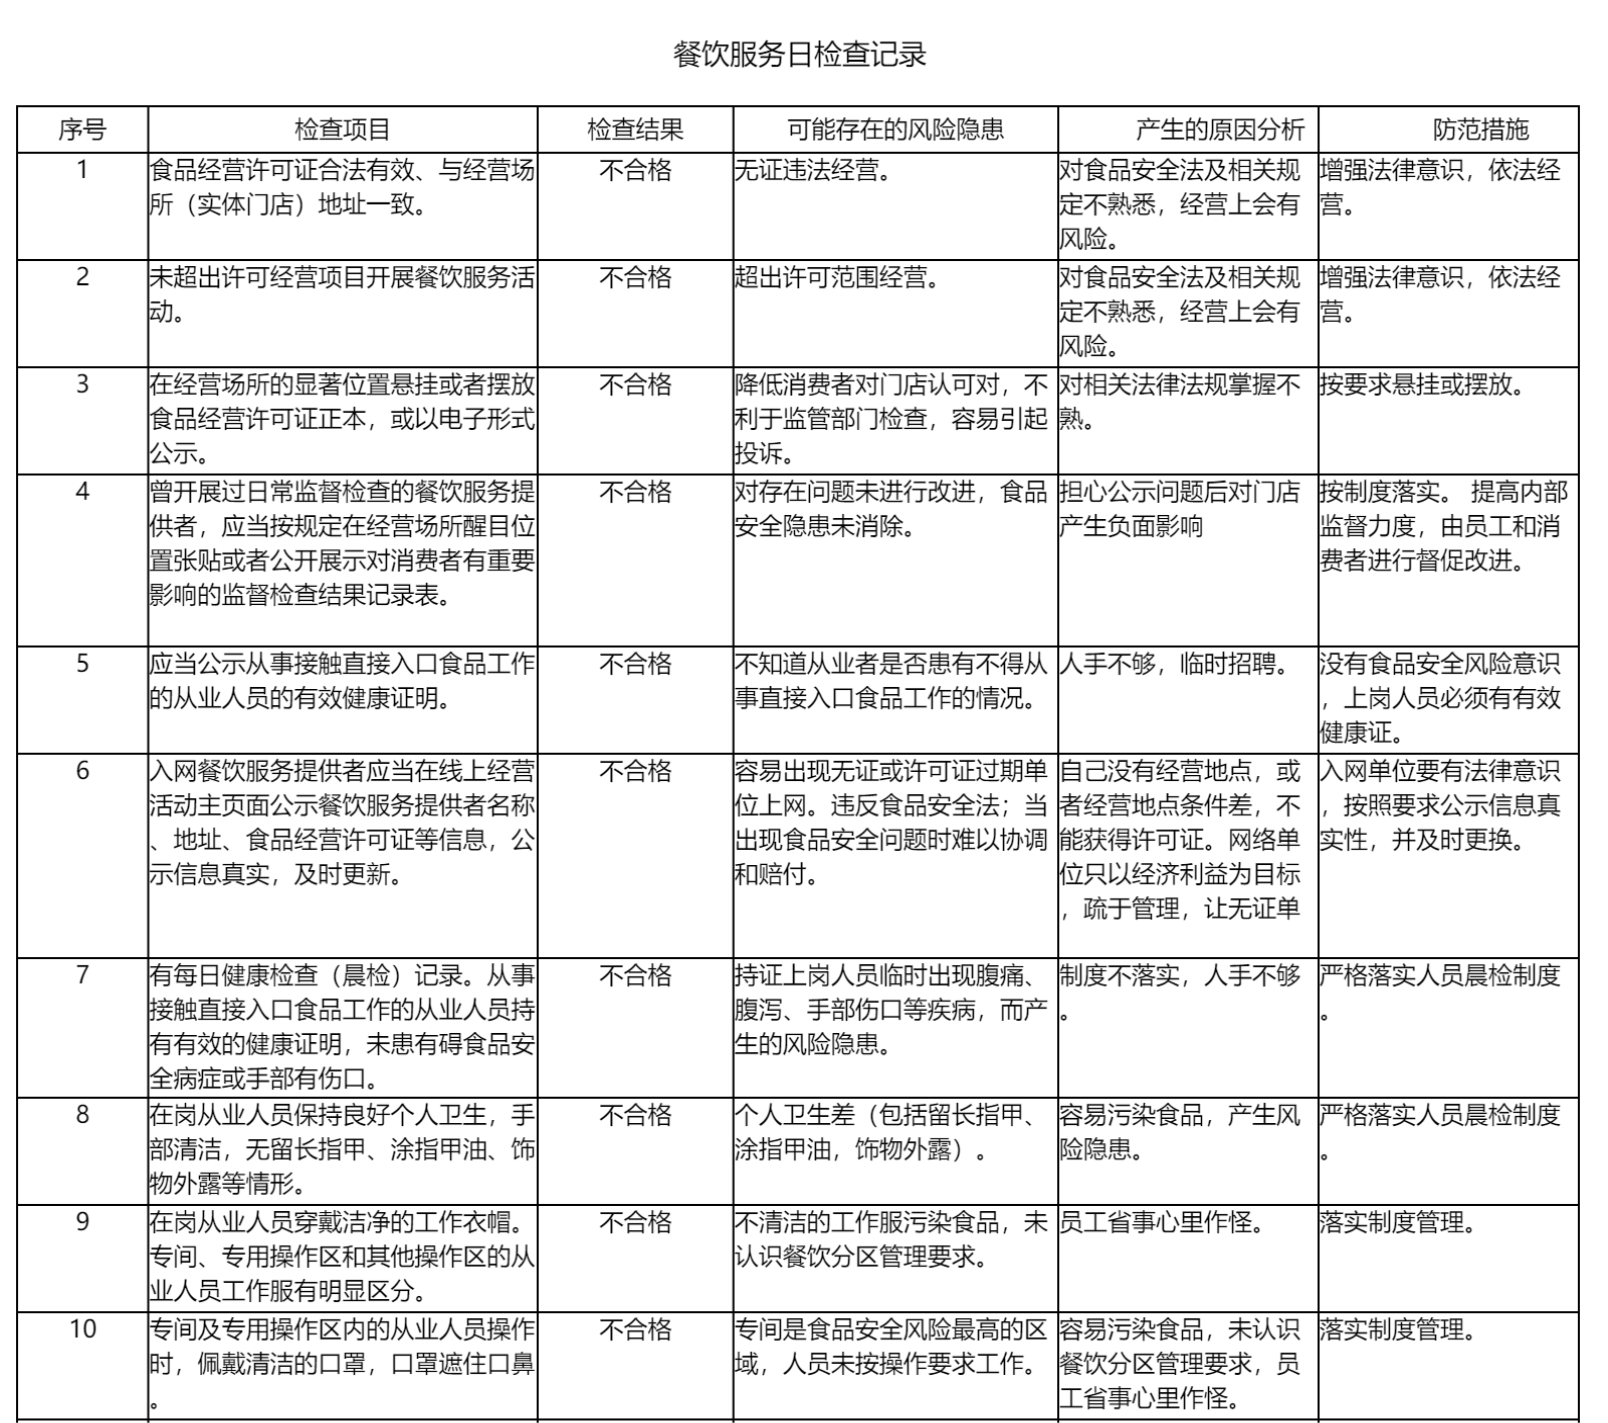 餐饮服务日检查记录
序号 检查项目 检查结果 可能存在的风险隐患 产生的原因分析 防范措施
1 食品经营许可证合法有效、与经营场 不合格 无证违法经营。 对食品安全法及相关规 增强法律意识，依法经
所（实体门店）地址一致。 定不熟悉，经营上会有 营。
风险。
2 未超出许可经营项目开展餐饮服务活 不合格 超出许可范围经营。 对食品安全法及相关规 增强法律意识，依法经
动。 定不熟悉，经营上会有 营。
风险。
3 在经营场所的显著位置悬挂或者摆放 不合格 降低消费者对门店认可对，不 对相关法律法规掌握不 按要求悬挂或摆放。
食品经营许可证正本，或以电子形式 利于监管部门检查，容易引起 熟。
公示。 投诉。
4 曾开展过日常监督检查的餐饮服务提 不合格 对存在问题未进行改进，食品 担心公示问题后对门店 按制度落实。 提高内部
供者，应当按规定在经营场所醒目位 安全隐患未消除。 产生负面影响 监督力度，由员工和消
置张贴或者公开展示对消费者有重要 费者进行督促改进。
影响的监督检查结果记录表。
5 应当公示从事接触直接入口食品工作 不合格 不知道从业者是否患有不得从 人手不够，临时招聘。 没有食品安全风险意识
的从业人员的有效健康证明。 事直接入口食品工作的情况。 ，上岗人员必须有有效
健康证。
6 入网餐饮服务提供者应当在线上经营 不合格 容易出现无证或许可证过期单 自己没有经营地点，或 入网单位要有法律意识
活动主页面公示餐饮服务提供者名称 位上网。违反食品安全法；当 者经营地点条件差，不 ，按照要求公示信息真
、地址、食品经营许可证等信息，公 出现食品安全问题时难以协调 能获得许可证。网络单 实性，并及时更换。
示信息真实，及时更新。 和赔付。 位只以经济利益为目标
，疏于管理，让无证单
7 有每日健康检查（晨检）记录。从事 不合格 持证上岗人员临时出现腹痛、 制度不落实，人手不够 严格落实人员晨检制度
接触直接入口食品工作的从业人员持 腹泻、手部伤口等疾病，而产 。 。
有有效的健康证明，未患有碍食品安 生的风险隐患。
全病症或手部有伤口。
8 在岗从业人员保持良好个人卫生，手 不合格 个人卫生差（包括留长指甲、 容易污染食品，产生风 严格落实人员晨检制度
部清洁，无留长指甲、涂指甲油、饰 涂指甲油，饰物外露）。 险隐患。 。
物外露等情形。
9 在岗从业人员穿戴洁净的工作衣帽。 不合格 不清洁的工作服污染食品，未 员工省事心里作怪。 落实制度管理。
专间、专用操作区和其他操作区的从 认识餐饮分区管理要求。
业人员工作服有明显区分。
10 专间及专用操作区内的从业人员操作 不合格 专间是食品安全风险最高的区 容易污染食品，未认识 落实制度管理。
时，佩戴清洁的口罩，口罩遮住口鼻 域，人员未按操作要求工作。 餐饮分区管理要求，员
。 工省事心里作怪。